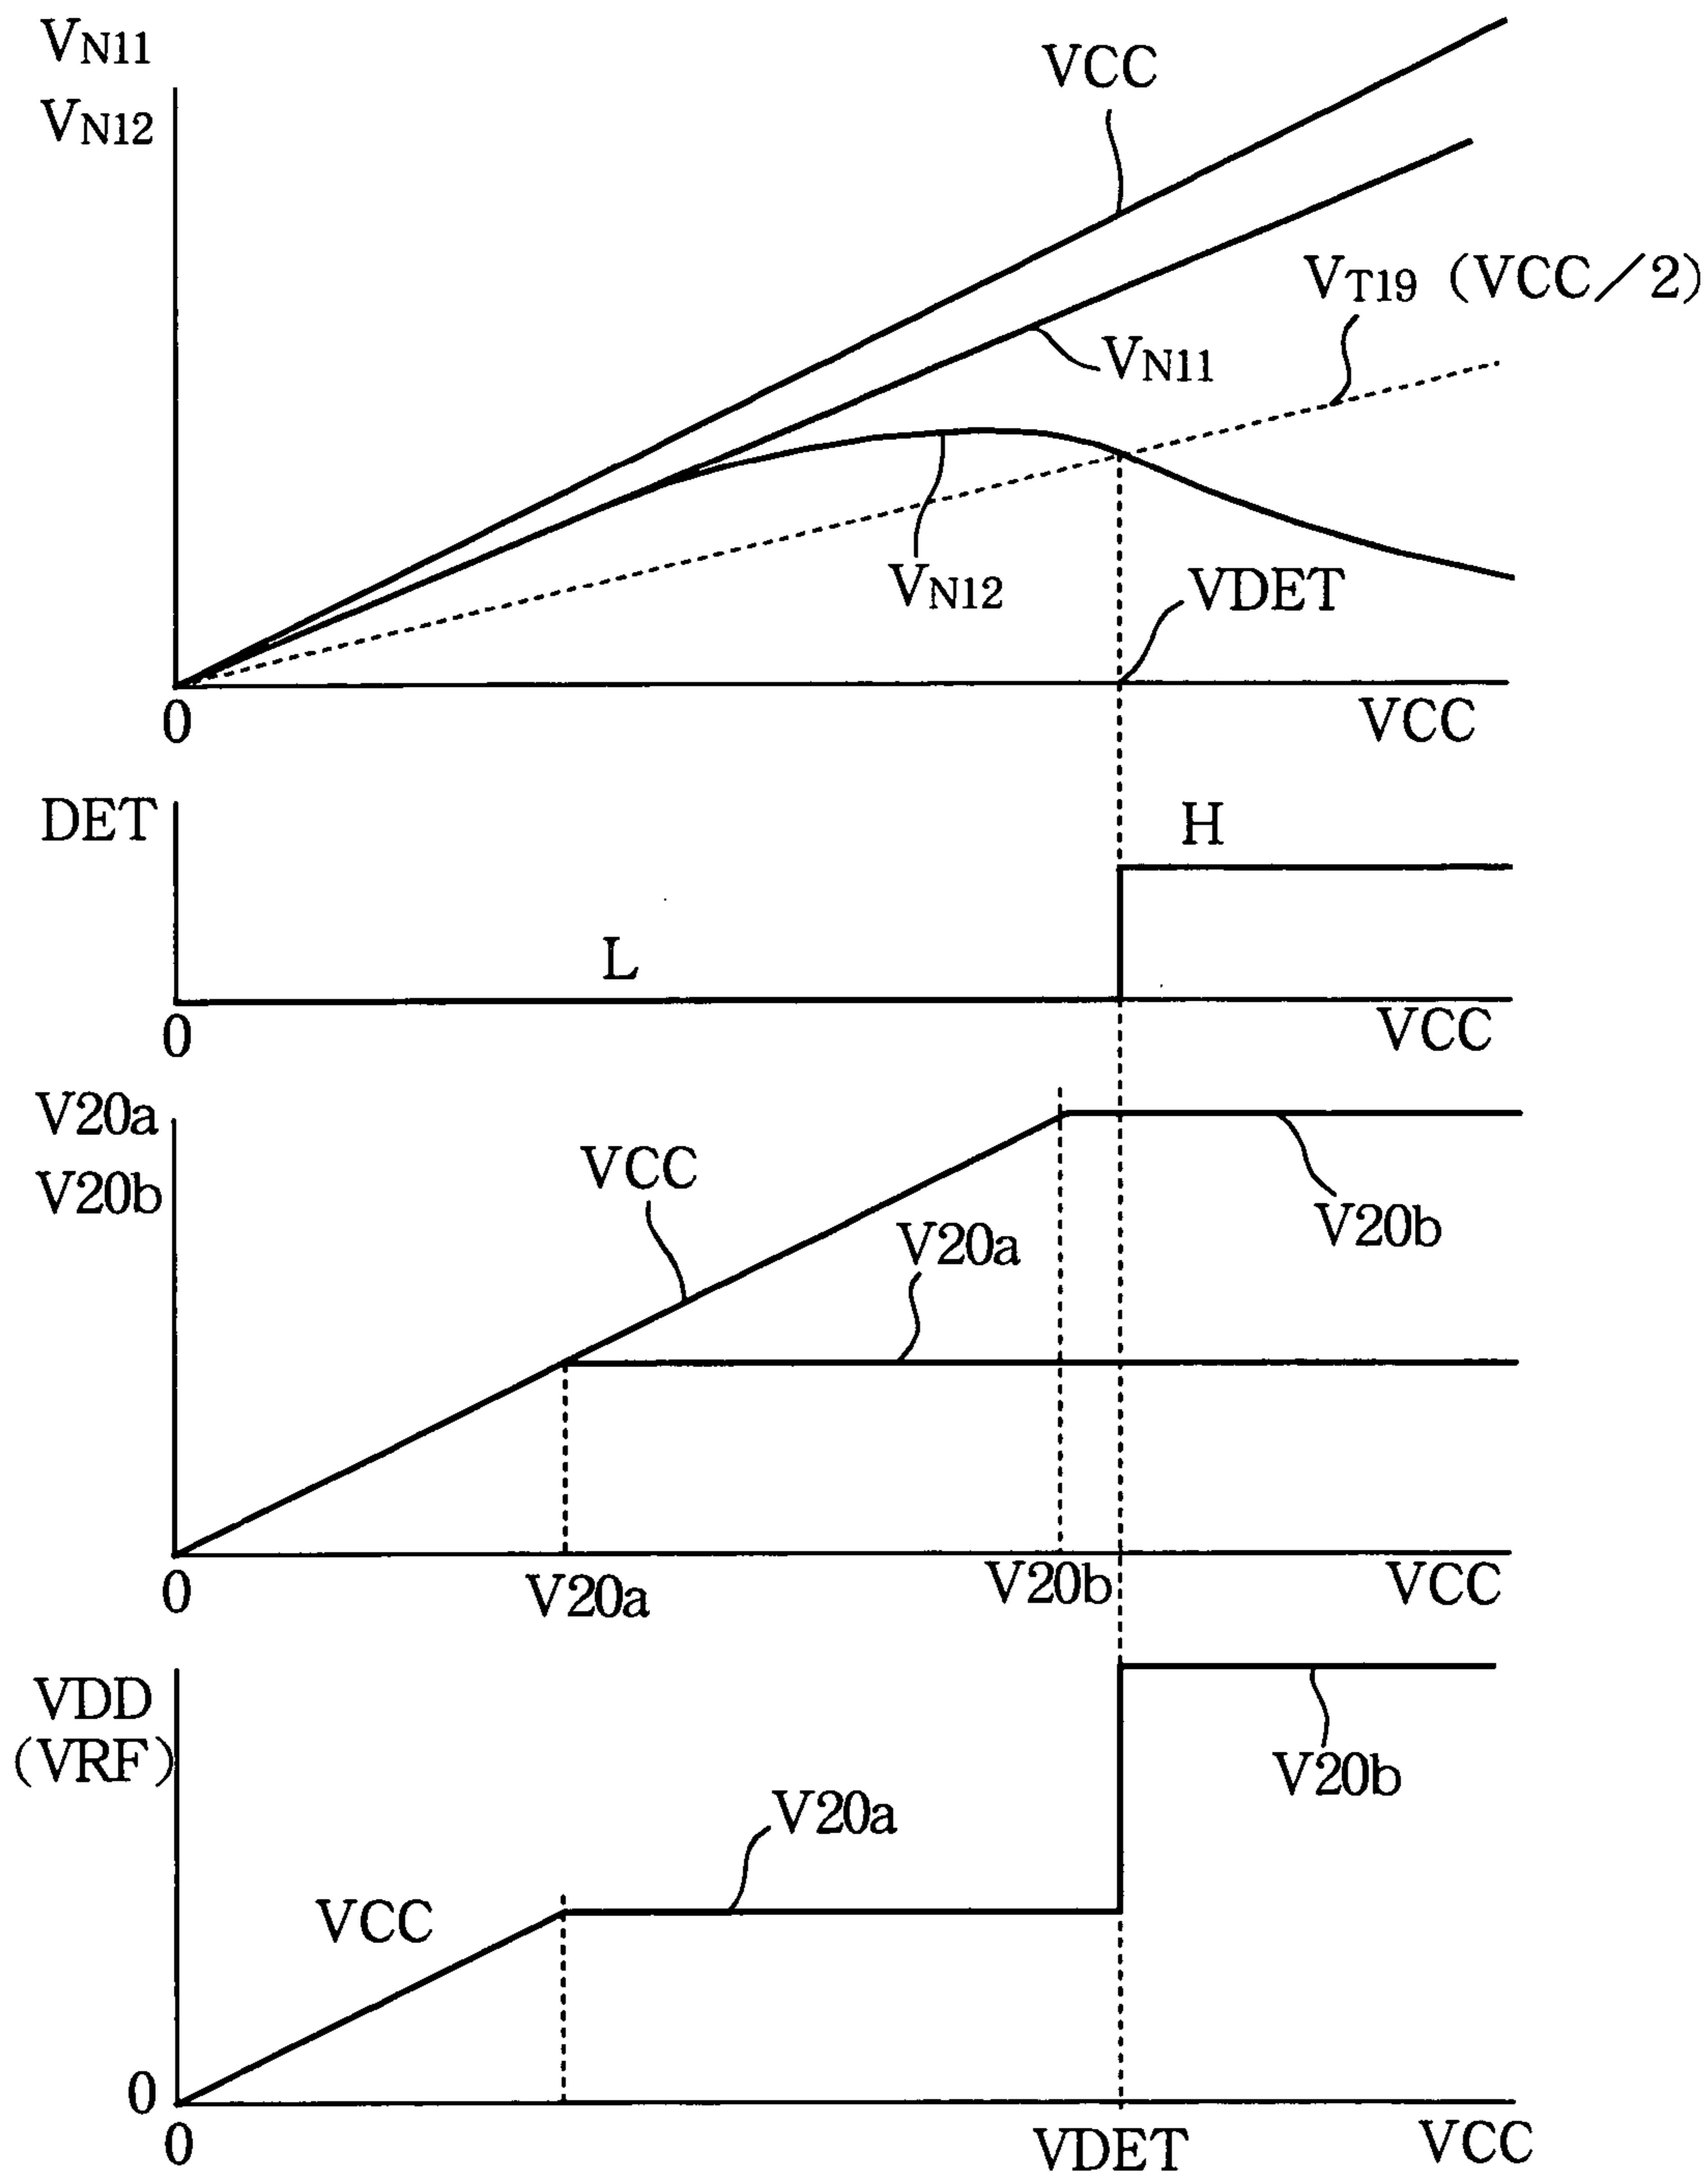 VN11
VN12
VCC
VT19 (VCC/2)
VN11
VN12
VDET
0
VCC
DET
H
L
0
VCC
V20a
V20b
VCC
V20a
V20b
0
V20a
V20b
VCC
VDD
(VRF)
V20b
V20a
VCC
0
0
VDET
VCC